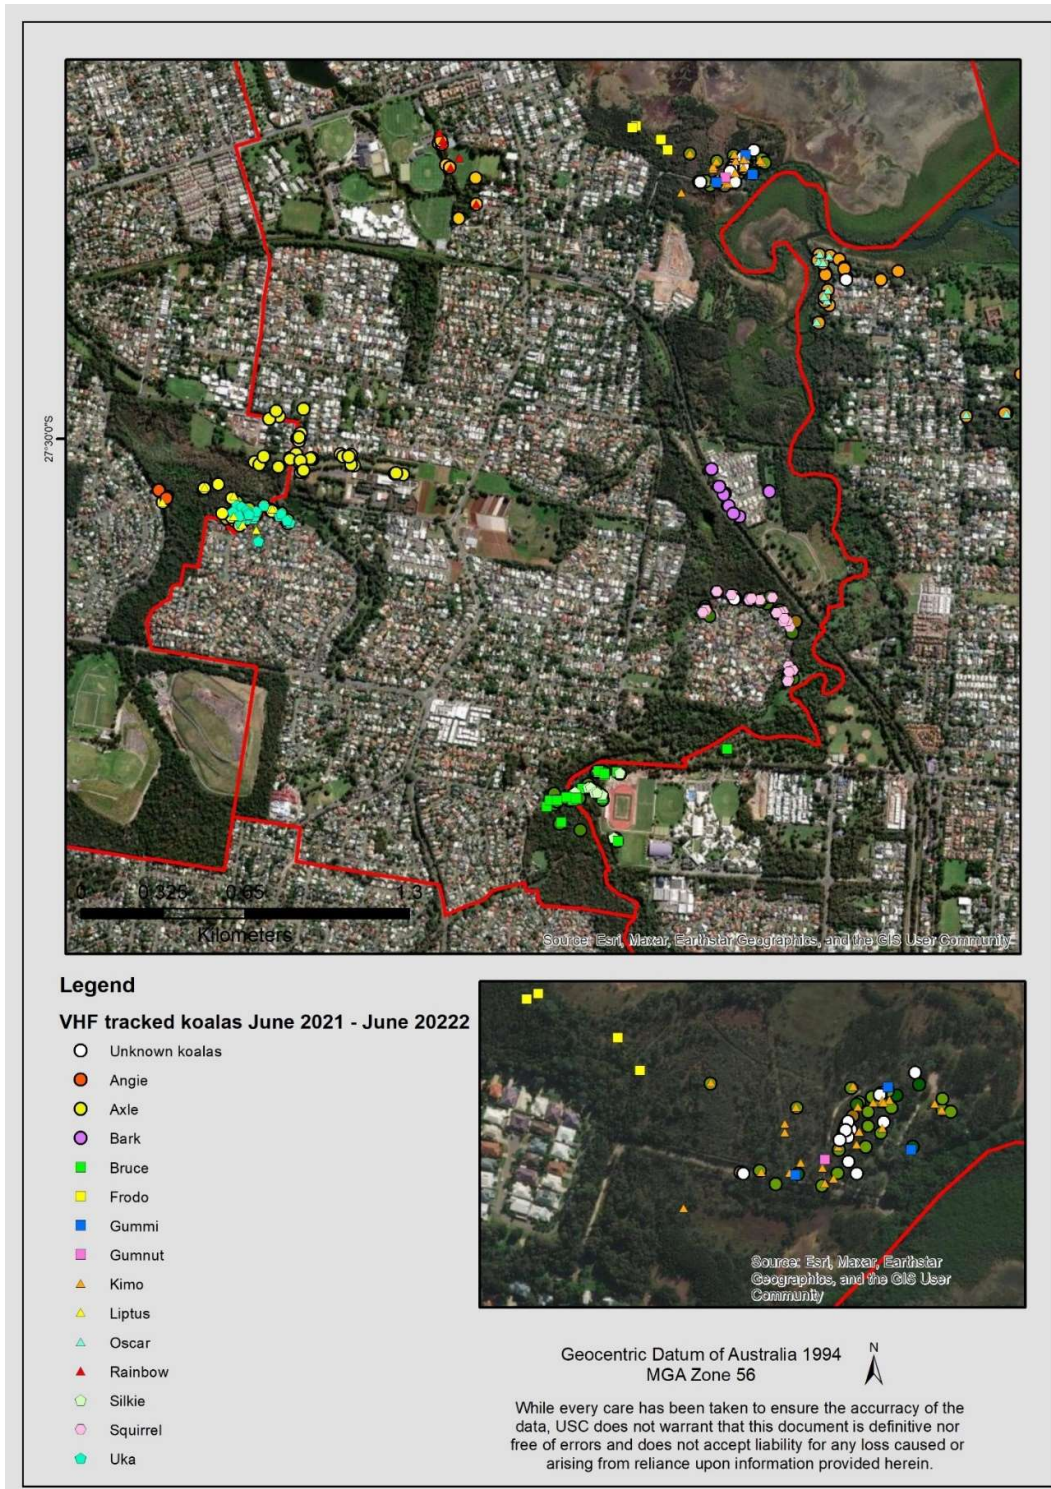 27°30'0"S
0 0.325 0.65 1.3
Kilometers
Source: Esri, Maxar, Earthstar Geographics, and the GIS User Community
Legend
VHF tracked koalas June 2021 - June 20222
Unknown koalas
Angie
Axle
Bark
Bruce
Frodo
Gummi
Gumnut
Kimo
Liptus
Oscar
Rainbow
Silkie
Squirrel
Uka
Source: Esri, Maxar, Earthstar
Geographics, and the GIS User
Community
Geocentric Datum of Australia 1994
MGA Zone 56
N
While every care has been taken to ensure the accurracy of the
data, USC does not warrant that this document is definitive nor
free of errors and does not accept liability for any loss caused or
arising from reliance upon information provided herein.